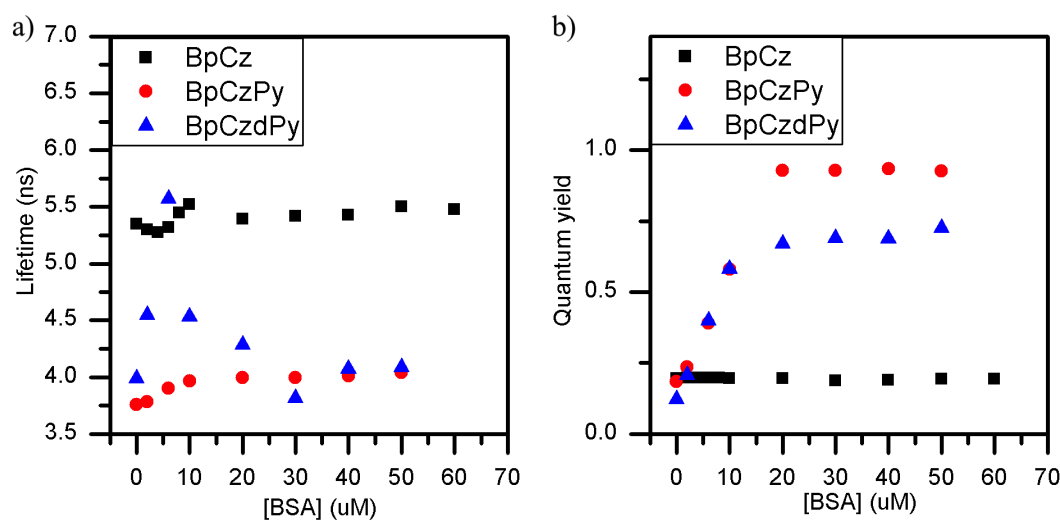 a)
7.0
6.5
6.0
5.5
5.0
4.5
4.0
3.5
Lifetime (ns)
BpCz
BpCzPy
BpCzdPy
0 10 20 30 40 50 60 70
[BSA] (uM)
b)
1.0
0.5
0.0
Quantum yield
BpCz
BpCzPy
BpCzdPy
0 10 20 30 40 50 60 70
[BSA] (uM)